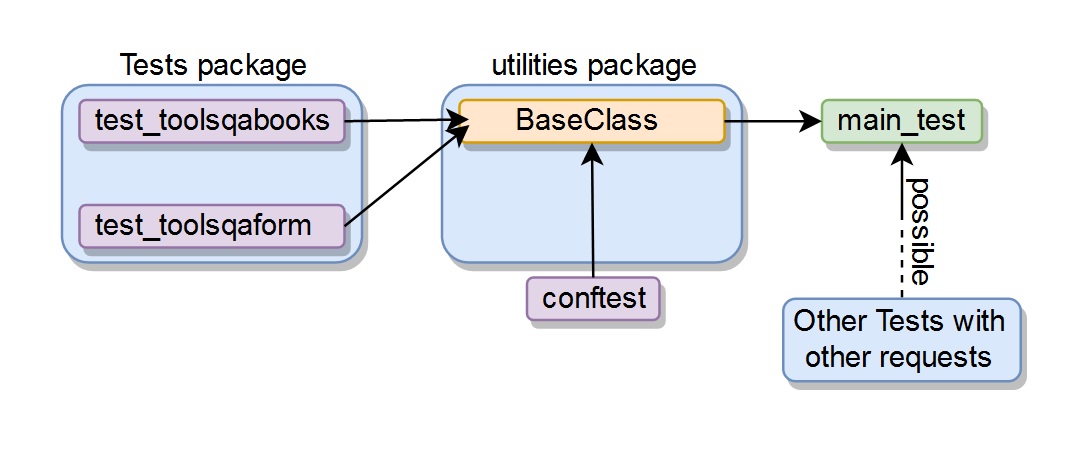 Tests package
utilities package
test_toolsqabooks
BaseClass
main_test
test_toolsqaform
possible
conftest
Other Tests with
other requests